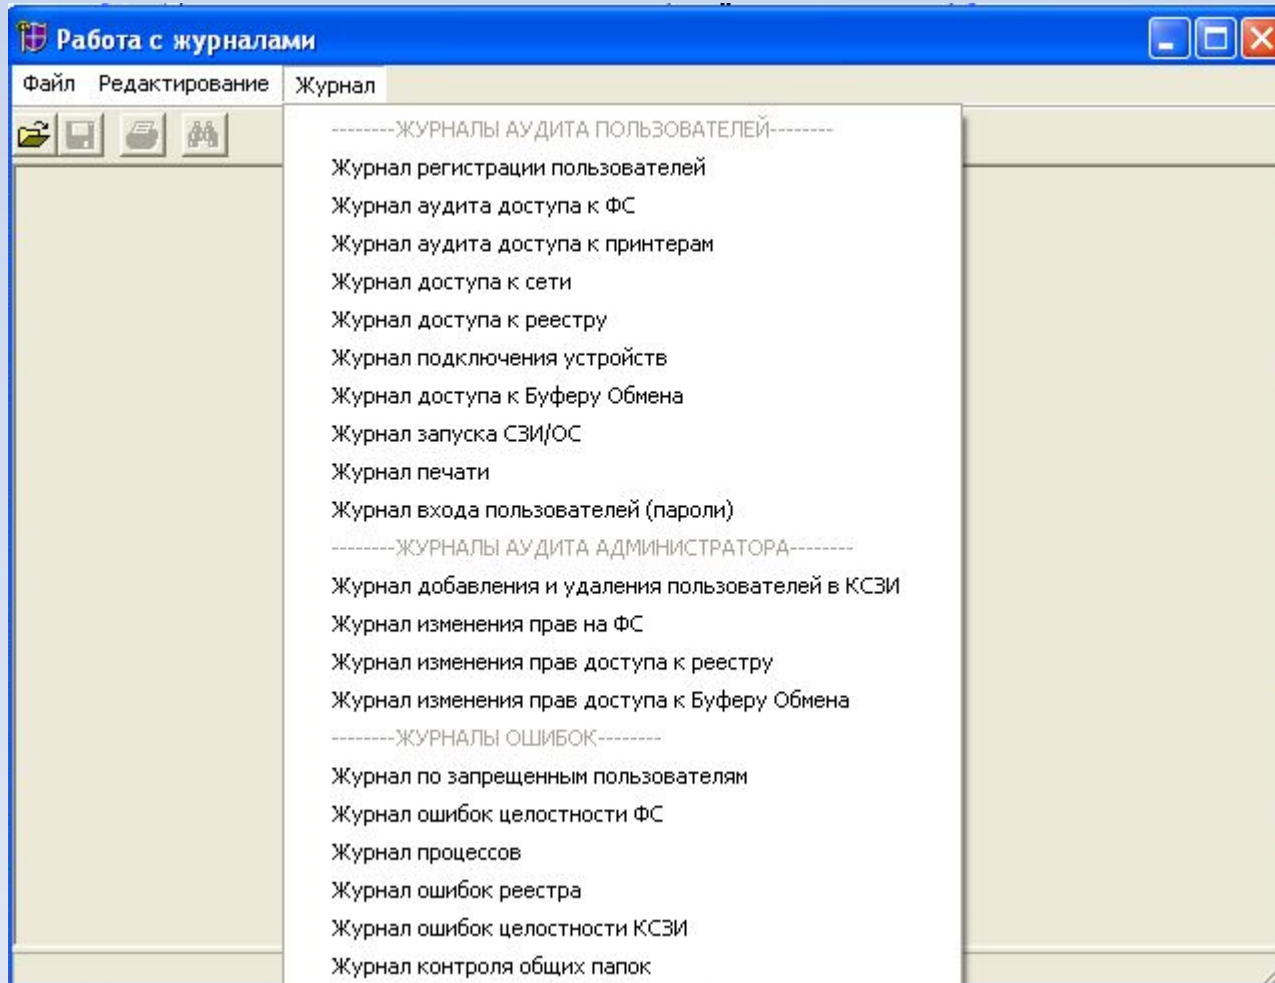 Работа с журналами
Файл Редактирование Журнал
--------ЖУРНАЛЫ АУДИТА ПОЛЬЗОВАТЕЛЕЙ--------
Журнал регистрации пользователей
Журнал аудита доступа к ФС
Журнал аудита доступа к принтерам
Журнал доступа к сети
Журнал доступа к реестру
Журнал подключения устройств
Журнал доступа к Буферу Обмена
Журнал запуска СЗИ/ОС
Журнал печати
Журнал входа пользователей (пароли)
--------ЖУРНАЛЫ АУДИТА АДМИНИСТРАТОРА--------
Журнал добавления и удаления пользователей в КСЗИ
Журнал изменения прав на ФС
Журнал изменения прав доступа к реестру
Журнал изменения прав доступа к Буферу Обмена
--------ЖУРНАЛЫ ОШИБОК--------
Журнал по запрещенным пользователям
Журнал ошибок целостности ФС
Журнал процессов
Журнал ошибок реестра
Журнал ошибок целостности КСЗИ
Журнал контроля общих папок